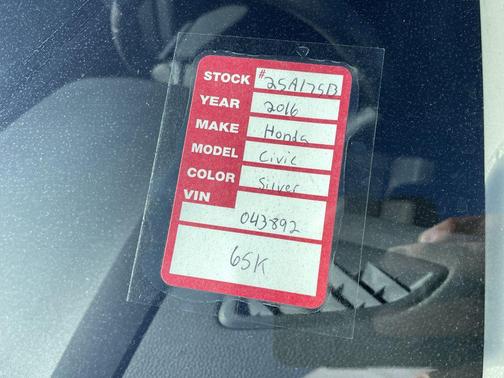 STOCK #25A175B
YEAR 2016
MAKE Honda
MODEL Civic
COLOR Silver
VIN
043892
65K